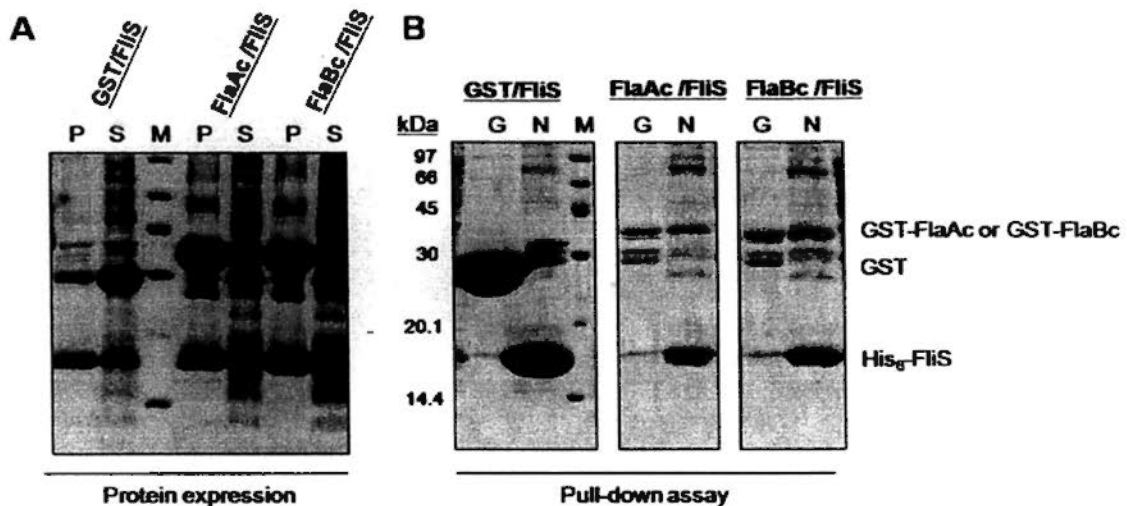 A
GST/FliS
FlaAc /FliS
FlaBc /FliS
P S M P S P S
Protein expression
B
GST/FliS FlaAc /FliS FlaBc /FliS
kDa G N M G N G N
97
66
45
30
20.1
14.4
GST-FlaAc or GST-FlaBc
GST
His₆-FliS
Pull-down assay